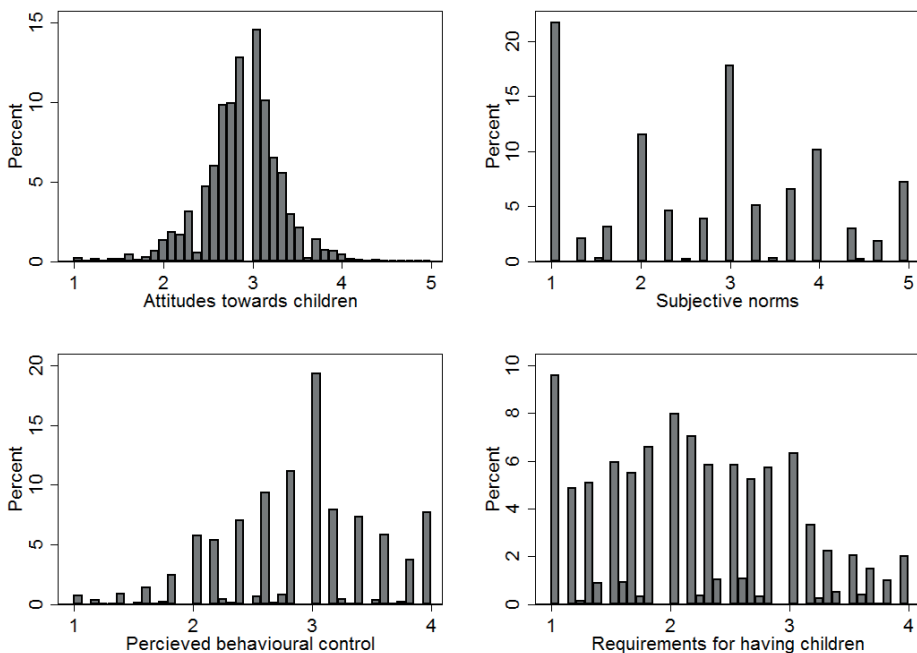 15
10
5
0
Percent
1 2 3 4 5
Attitudes towards children
20
15
10
5
0
Percent
1 2 3 4 5
Subjective norms
20
15
10
5
0
Percent
1 2 3 4
Percieved behavioural control
10
8
6
4
2
0
Percent
1 2 3 4
Requirements for having children